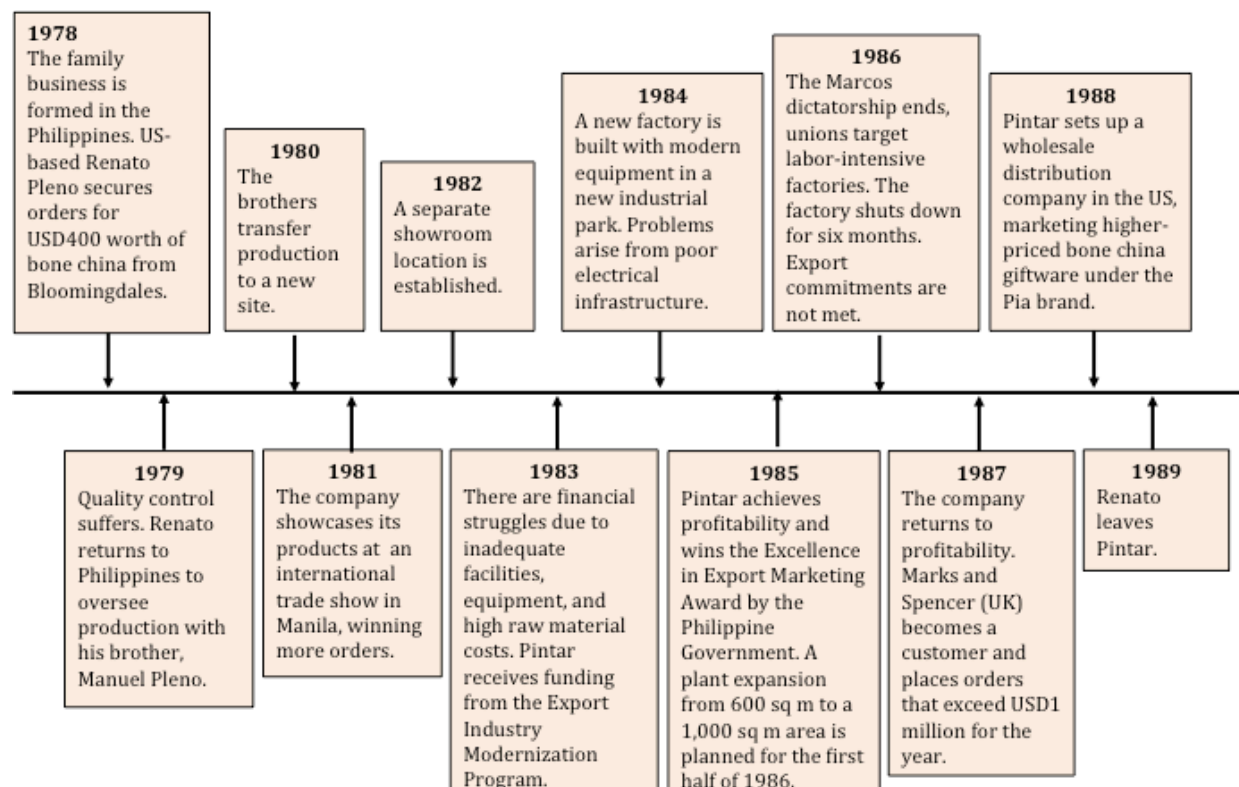 1978
The family
business is
formed in the
Philippines. US-
based Renato
Pleno secures
orders for
USD400 worth of
bone china from
Bloomingdales.
1979
Quality control
suffers. Renato
returns to
Philippines to
oversee
production with
his brother,
Manuel Pleno.
1980
The
brothers
transfer
production
to a new
site.
1981
The company
showcases its
products at an
international
trade show in
Manila, winning
more orders.
1982
A separate
showroom
location is
established.
1983
There are financial
struggles due to
inadequate
facilities,
equipment, and
high raw material
costs. Pintar
receives funding
from the Export
Industry
Modernization
Program.
1984
A new factory is
built with modern
equipment in a
new industrial
park. Problems
arise from poor
electrical
infrastructure.
1985
Pintar achieves
profitability and
wins the Excellence
in Export Marketing
Award by the
Philippine
Government. A
plant expansion
from 600 sq m to a
1,000 sq m area is
planned for the first
half of 1986.
1986
The Marcos
dictatorship ends,
unions target
labor-intensive
factories. The
factory shuts down
for six months.
Export
commitments are
not met.
1987
The company
returns to
profitability.
Marks and
Spencer (UK)
becomes a
customer and
places orders
that exceed USD1
million for the
year.
1988
Pintar sets up a
wholesale
distribution
company in the US,
marketing higher-
priced bone china
giftware under the
Pia brand.
1989
Renato
leaves
Pintar.